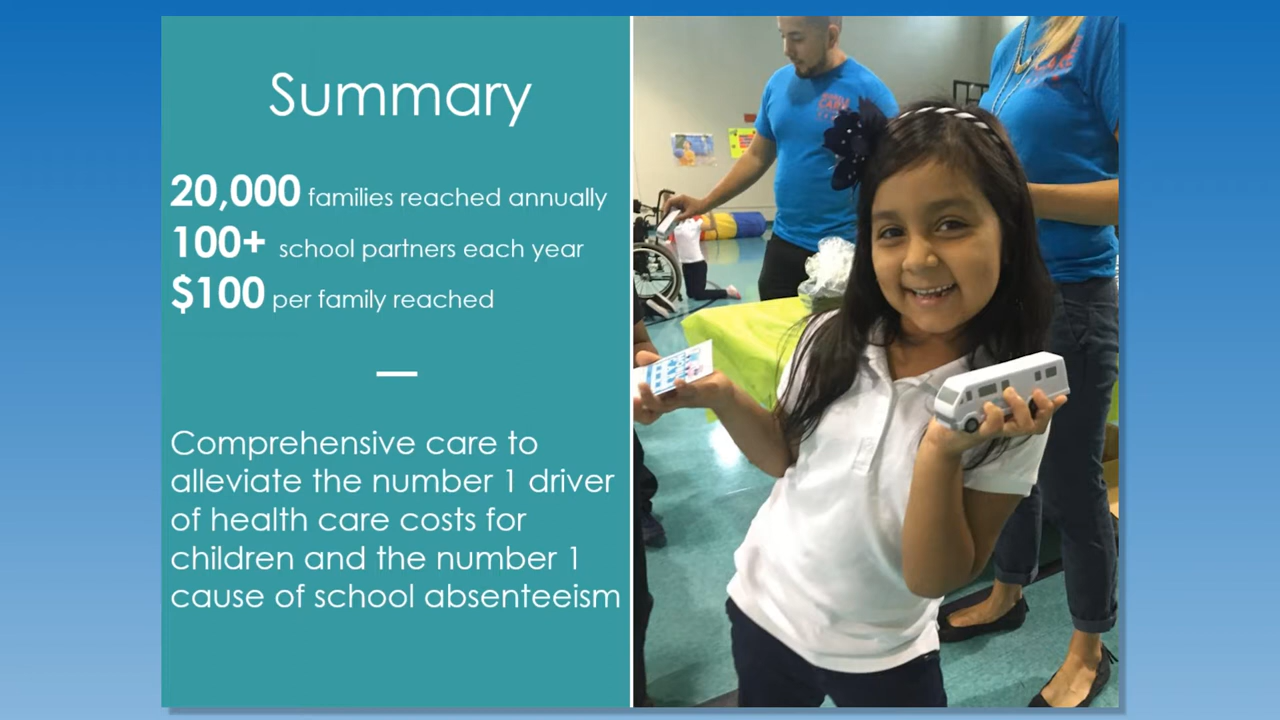 Summary
20,000 families reached annually
100+ school partners each year
$100 per family reached
Comprehensive care to
alleviate the number 1 driver
of health care costs for
children and the number 1
cause of school absenteeism